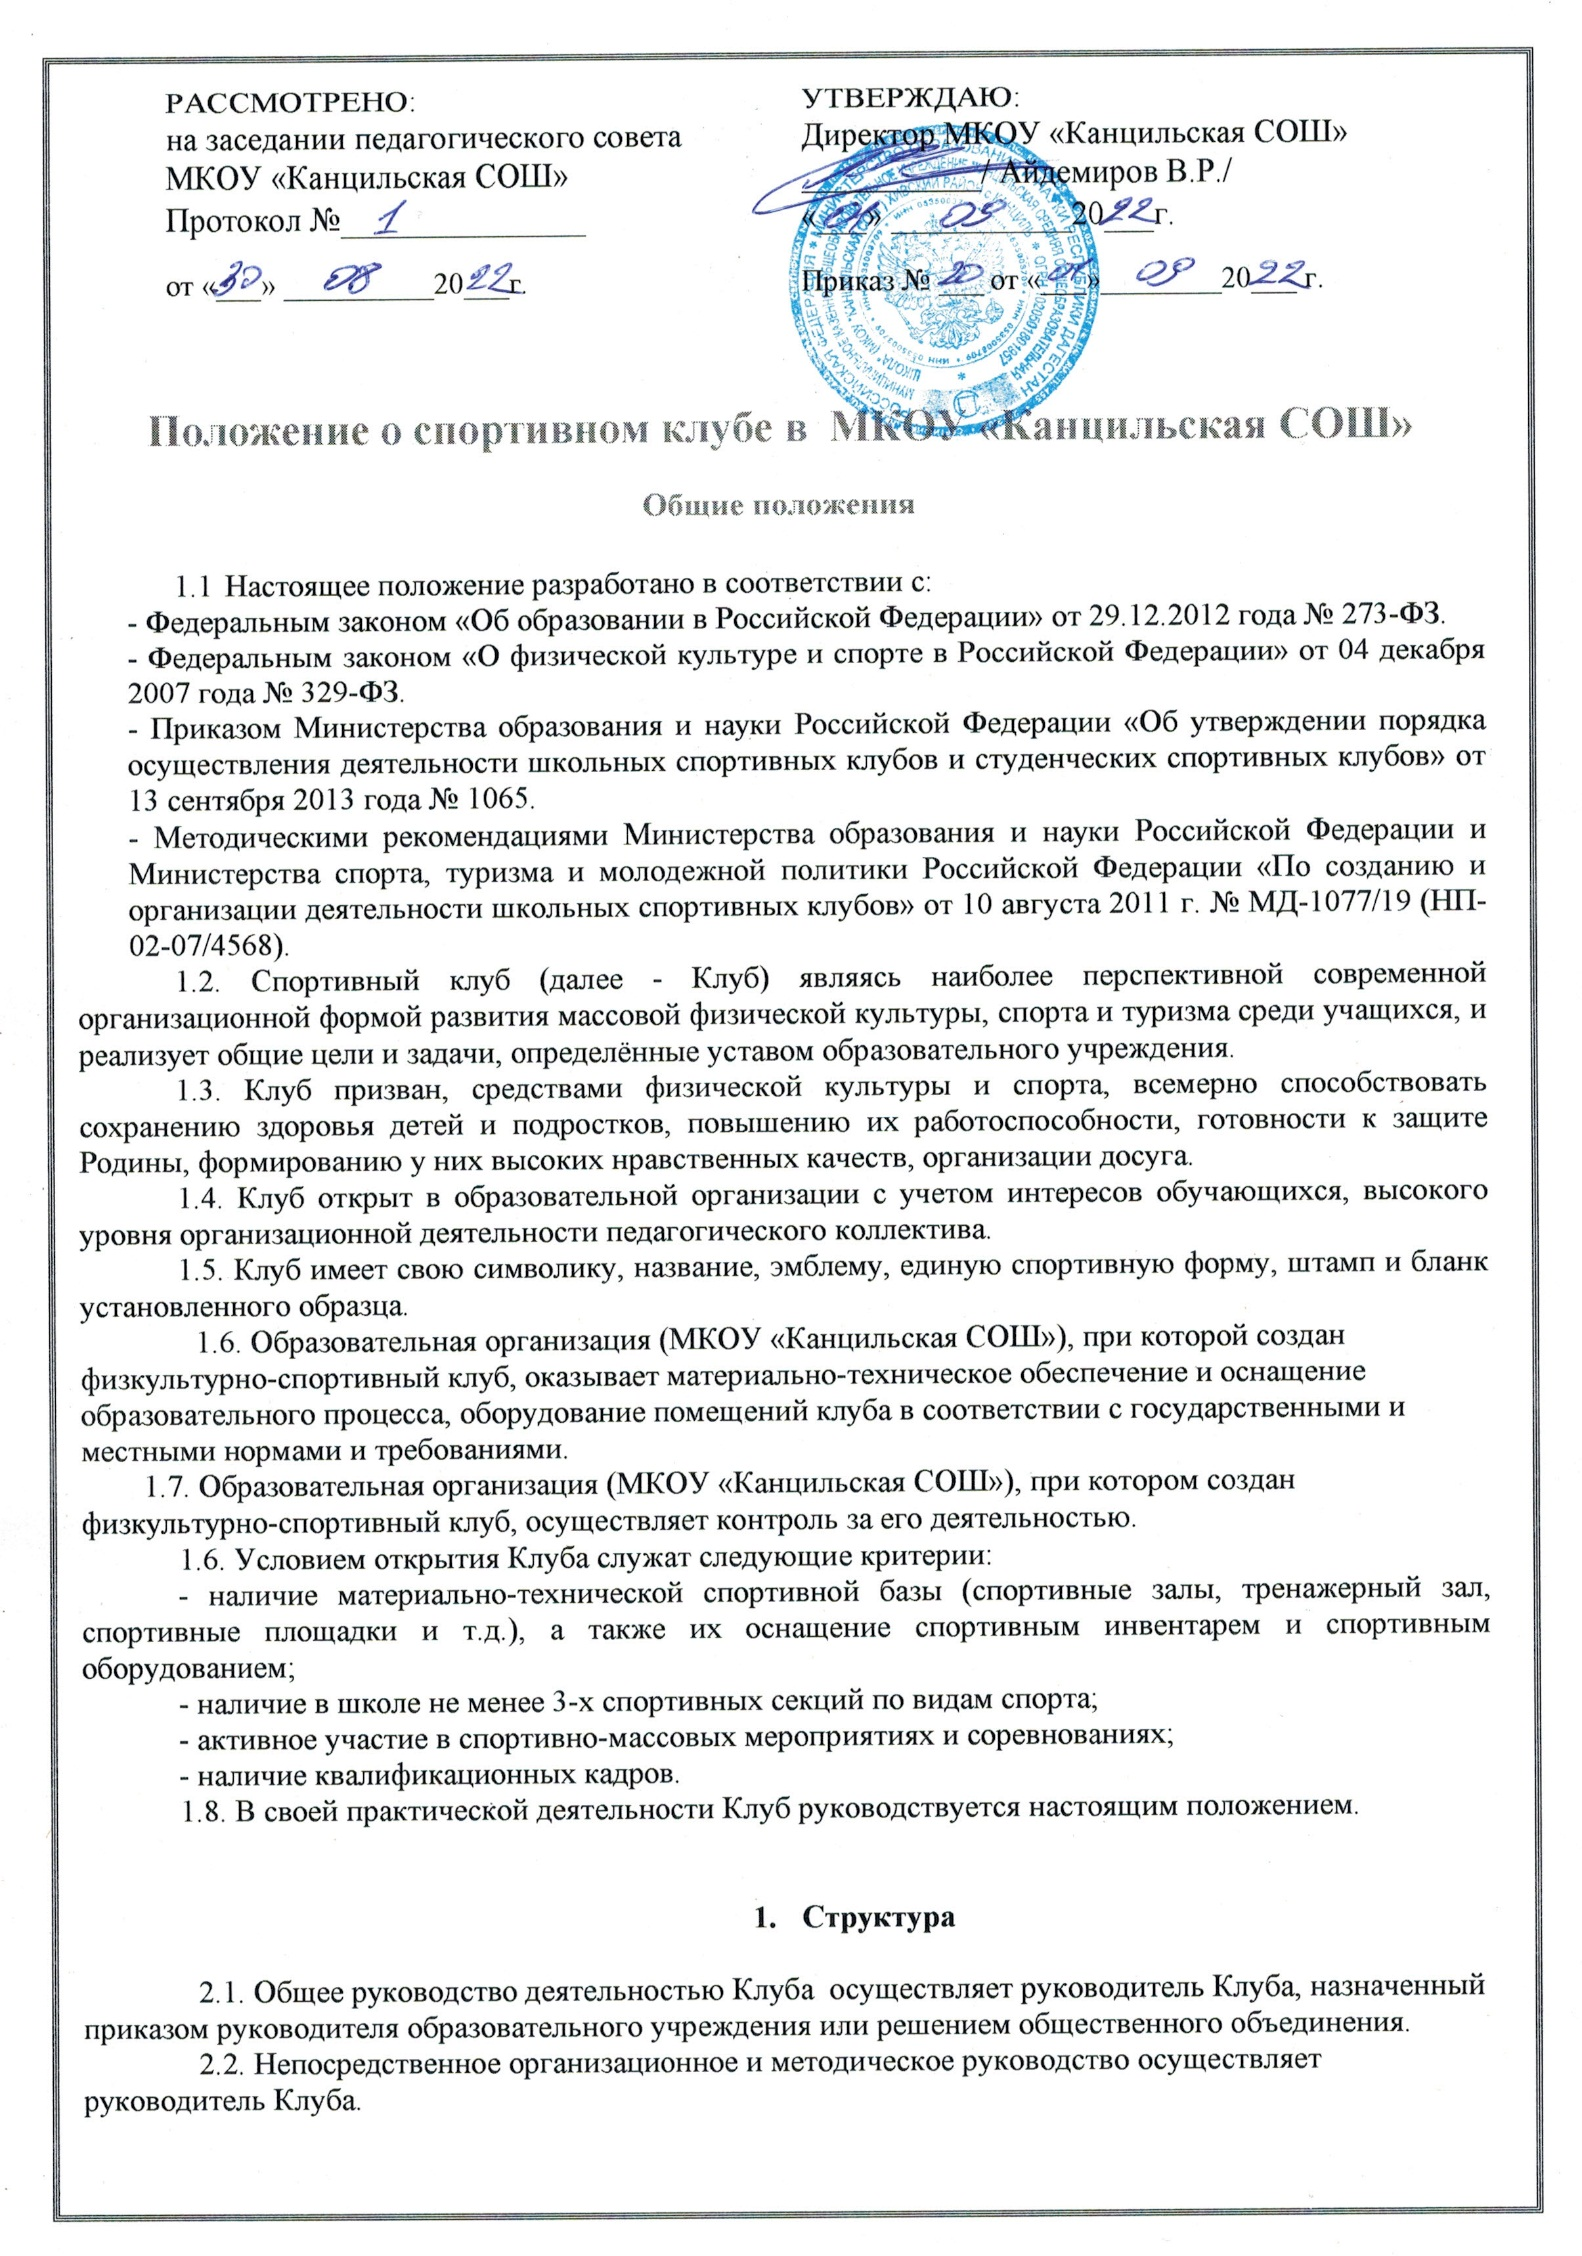 РАССМОТРЕНО:
на заседании педагогического совета
МКОУ «Канцильская СОШ»
Протокол № 1
от «30» 08 2022г.
УТВЕРЖДАЮ:
Директор МКОУ «Канцильская СОШ»
/ Айдемиров В.Р./
«01» 09 2022г.
Приказ № 20 от «01» 09 2022г.
Положение о спортивном клубе в МКОУ «Канцильская СОШ»
Общие положения
1.1 Настоящее положение разработано в соответствии с:
- Федеральным законом «Об образовании в Российской Федерации» от 29.12.2012 года № 273-ФЗ.
- Федеральным законом «О физической культуре и спорте в Российской Федерации» от 04 декабря
2007 года № 329-ФЗ.
- Приказом Министерства образования и науки Российской Федерации «Об утверждении порядка
осуществления деятельности школьных спортивных клубов и студенческих спортивных клубов» от
13 сентября 2013 года № 1065.
- Методическими рекомендациями Министерства образования и науки Российской Федерации и
Министерства спорта, туризма и молодежной политики Российской Федерации «По созданию и
организации деятельности школьных спортивных клубов» от 10 августа 2011 г. № МД-1077/19 (НП-
02-07/4568).
1.2. Спортивный клуб (далее - Клуб) являясь наиболее перспективной современной
организационной формой развития массовой физической культуры, спорта и туризма среди учащихся, и
реализует общие цели и задачи, определённые уставом образовательного учреждения.
1.3. Клуб призван, средствами физической культуры и спорта, всемерно способствовать
сохранению здоровья детей и подростков, повышению их работоспособности, готовности к защите
Родины, формированию у них высоких нравственных качеств, организации досуга.
1.4. Клуб открыт в образовательной организации с учетом интересов обучающихся, высокого
уровня организационной деятельности педагогического коллектива.
1.5. Клуб имеет свою символику, название, эмблему, единую спортивную форму, штамп и бланк
установленного образца.
1.6. Образовательная организация (МКОУ «Канцильская СОШ»), при которой создан
физкультурно-спортивный клуб, оказывает материально-техническое обеспечение и оснащение
образовательного процесса, оборудование помещений клуба в соответствии с государственными и
местными нормами и требованиями.
1.7. Образовательная организация (МКОУ «Канцильская СОШ»), при котором создан
физкультурно-спортивный клуб, осуществляет контроль за его деятельностью.
1.6. Условием открытия Клуба служат следующие критерии:
- наличие материально-технической спортивной базы (спортивные залы, тренажерный зал,
спортивные площадки и т.д.), а также их оснащение спортивным инвентарем и спортивным
оборудованием;
- наличие в школе не менее 3-х спортивных секций по видам спорта;
- активное участие в спортивно-массовых мероприятиях и соревнованиях;
- наличие квалификационных кадров.
1.8. В своей практической деятельности Клуб руководствуется настоящим положением.
1. Структура
2.1. Общее руководство деятельностью Клуба осуществляет руководитель Клуба, назначенный
приказом руководителя образовательного учреждения или решением общественного объединения.
2.2. Непосредственное организационное и методическое руководство осуществляет
руководитель Клуба.